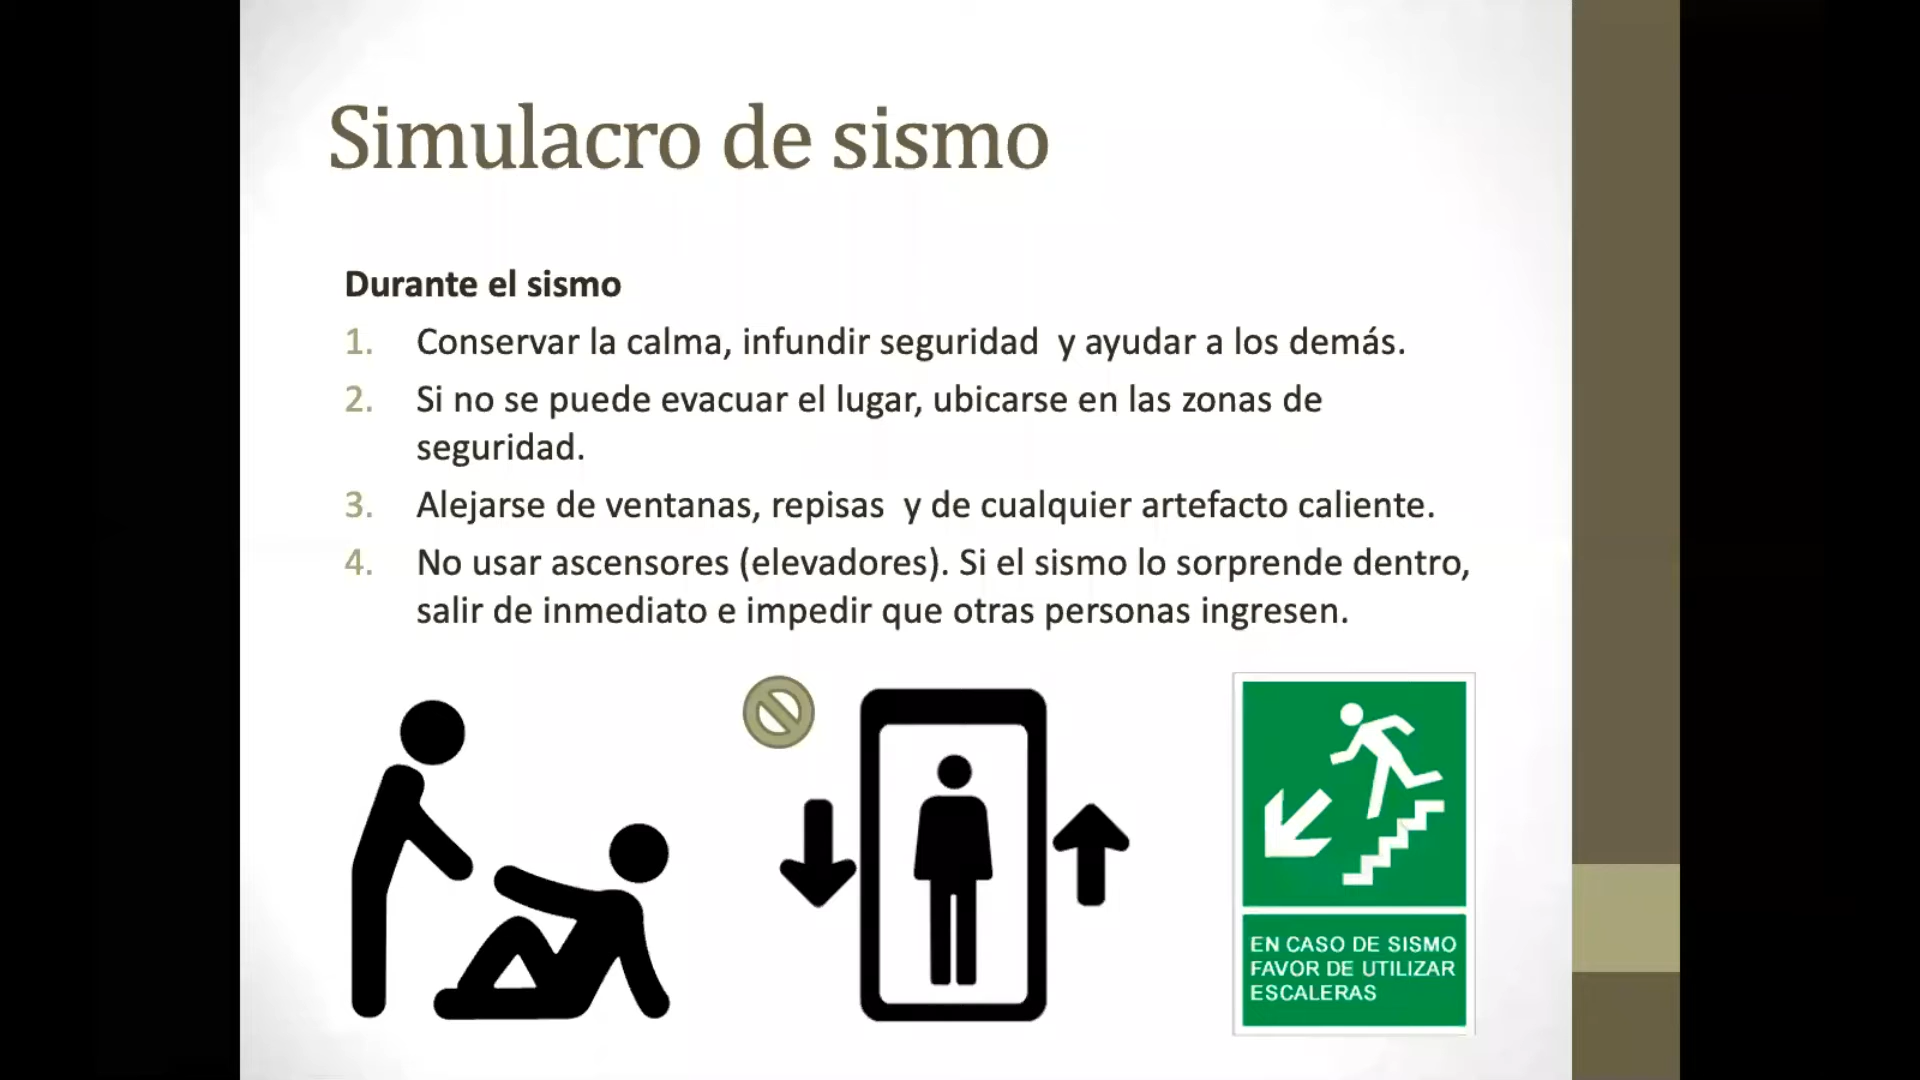 Simulacro de sismo
Durante el sismo
1. Conservar la calma, infundir seguridad  y ayudar a los demás.
2. Si no se puede evacuar el lugar, ubicarse en las zonas de
seguridad.
3. Alejarse de ventanas, repisas  y de cualquier artefacto caliente.
4. No usar ascensores (elevadores). Si el sismo lo sorprende dentro,
salir de inmediato e impedir que otras personas ingresen.
EN CASO DE SISMO
FAVOR DE UTILIZAR
ESCALERAS